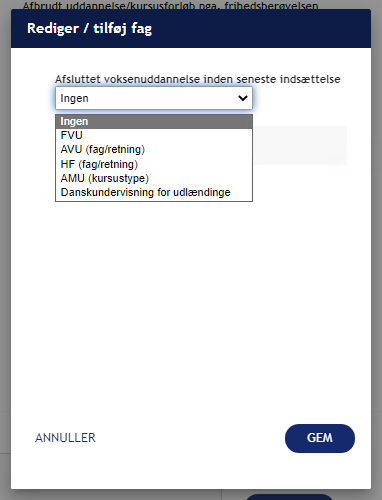 Afbrudt uddannelse/kursusforløb pga. frihedsberøvelsen
Rediger / tilføj fag
Afsluttet voksenuddannelse inden seneste indsættelse
Ingen
Ingen
FVU
AVU (fag/retning)
HF (fag/retning)
AMU (kursustype)
Danskundervisning for udlændinge
ANNULLER
GEM